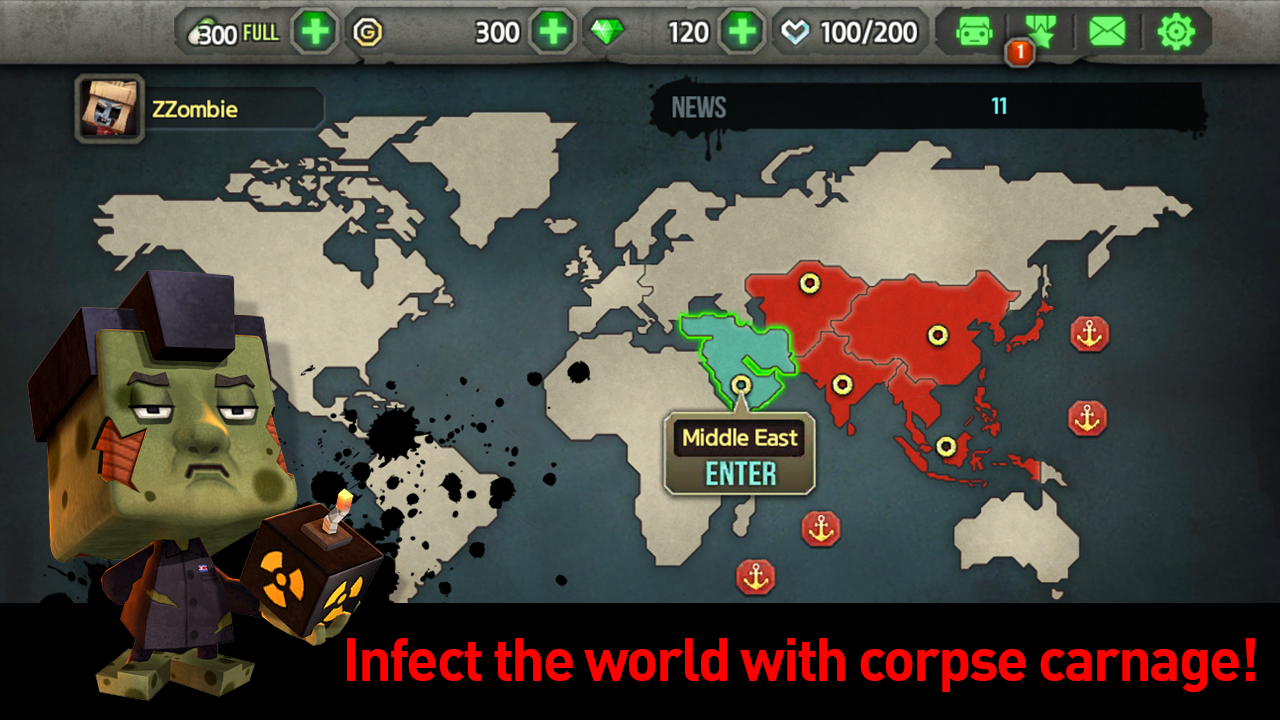 300 FULL
G
300
120
100/200
1
ZZombie
NEWS
11
Middle East
ENTER
Infect the world with corpse carnage!